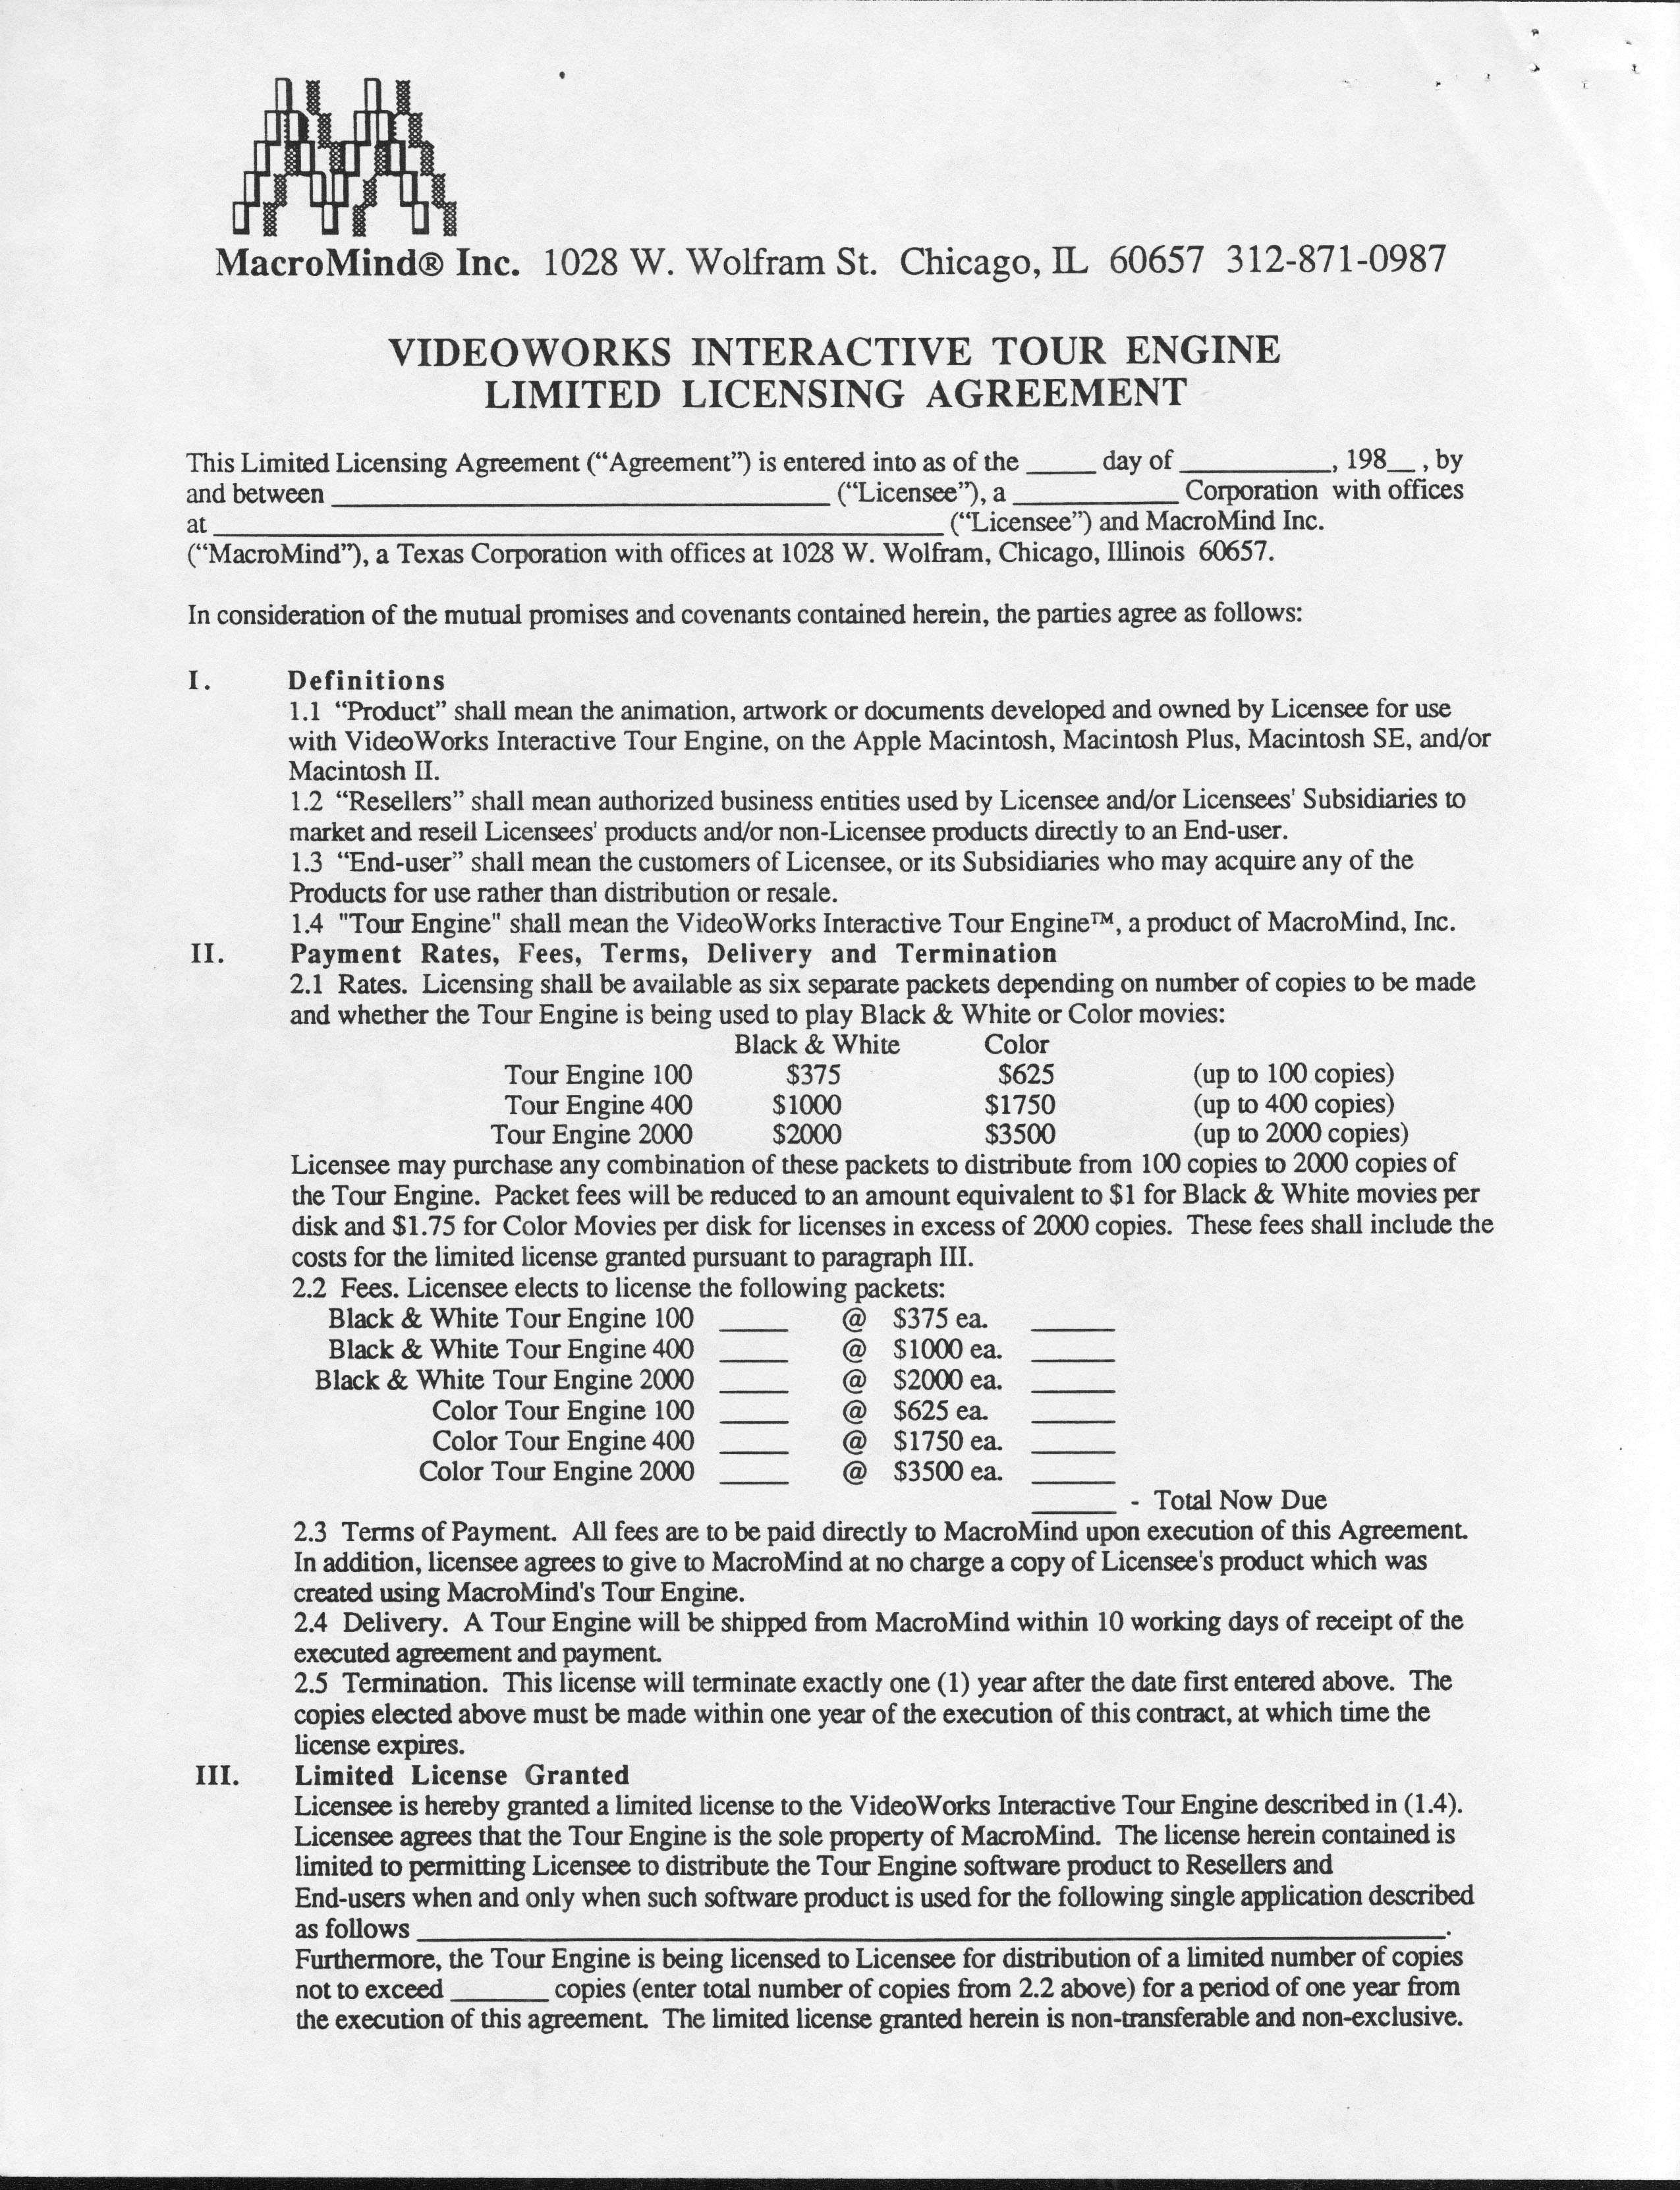 MacroMind® Inc. 1028 W. Wolfram St. Chicago, IL 60657 312-871-0987
VIDEOWORKS INTERACTIVE TOUR ENGINE
LIMITED LICENSING AGREEMENT
This Limited Licensing Agreement (“Agreement”) is entered into as of the _____ day of ___________, 198__ , by
and between ____________________________________ (“Licensee”), a ____________ Corporation with offices
at _____________________________________________________ (“Licensee”) and MacroMind Inc.
(“MacroMind”), a Texas Corporation with offices at 1028 W. Wolfram, Chicago, Illinois 60657.
In consideration of the mutual promises and covenants contained herein, the parties agree as follows:
I. Definitions
1.1 “Product” shall mean the animation, artwork or documents developed and owned by Licensee for use
with VideoWorks Interactive Tour Engine, on the Apple Macintosh, Macintosh Plus, Macintosh SE, and/or
Macintosh II.
1.2 “Resellers” shall mean authorized business entities used by Licensee and/or Licensees' Subsidiaries to
market and resell Licensees' products and/or non-Licensee products directly to an End-user.
1.3 “End-user” shall mean the customers of Licensee, or its Subsidiaries who may acquire any of the
Products for use rather than distribution or resale.
1.4 "Tour Engine" shall mean the VideoWorks Interactive Tour Engine™, a product of MacroMind, Inc.
II. Payment Rates, Fees, Terms, Delivery and Termination
2.1 Rates. Licensing shall be available as six separate packets depending on number of copies to be made
and whether the Tour Engine is being used to play Black & White or Color movies:
Black & White Color
Tour Engine 100 $375 $625 (up to 100 copies)
Tour Engine 400 $1000 $1750 (up to 400 copies)
Tour Engine 2000 $2000 $3500 (up to 2000 copies)
Licensee may purchase any combination of these packets to distribute from 100 copies to 2000 copies of
the Tour Engine. Packet fees will be reduced to an amount equivalent to $1 for Black & White movies per
disk and $1.75 for Color Movies per disk for licenses in excess of 2000 copies. These fees shall include the
costs for the limited license granted pursuant to paragraph III.
2.2 Fees. Licensee elects to license the following packets:
Black & White Tour Engine 100 _____ @ $375 ea. ______
Black & White Tour Engine 400 _____ @ $1000 ea. ______
Black & White Tour Engine 2000 _____ @ $2000 ea. ______
Color Tour Engine 100 _____ @ $625 ea. ______
Color Tour Engine 400 _____ @ $1750 ea. ______
Color Tour Engine 2000 _____ @ $3500 ea. ______
______ - Total Now Due
2.3 Terms of Payment. All fees are to be paid directly to MacroMind upon execution of this Agreement.
In addition, licensee agrees to give to MacroMind at no charge a copy of Licensee's product which was
created using MacroMind's Tour Engine.
2.4 Delivery. A Tour Engine will be shipped from MacroMind within 10 working days of receipt of the
executed agreement and payment.
2.5 Termination. This license will terminate exactly one (1) year after the date first entered above. The
copies elected above must be made within one year of the execution of this contract, at which time the
license expires.
III. Limited License Granted
Licensee is hereby granted a limited license to the VideoWorks Interactive Tour Engine described in (1.4).
Licensee agrees that the Tour Engine is the sole property of MacroMind. The license herein contained is
limited to permitting Licensee to distribute the Tour Engine software product to Resellers and
End-users when and only when such software product is used for the following single application described
as follows ___________________________________________________________________________.
Furthermore, the Tour Engine is being licensed to Licensee for distribution of a limited number of copies
not to exceed _______ copies (enter total number of copies from 2.2 above) for a period of one year from
the execution of this agreement. The limited license granted herein is non-transferable and non-exclusive.